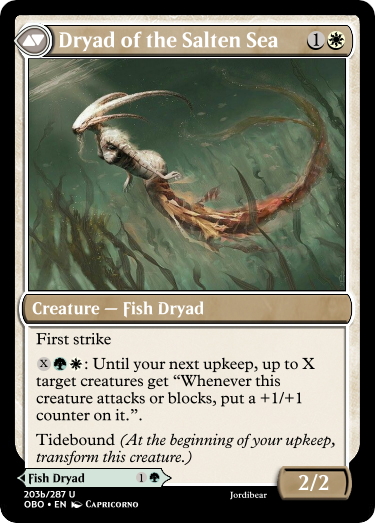 Dryad of the Salten Sea 1
Creature — Fish Dryad
First strike
X: Until your next upkeep, up to X
target creatures get “Whenever this
creature attacks or blocks, put a +1/+1
counter on it.”.
Tidebound (At the beginning of your upkeep,
transform this creature.)
Fish Dryad 1
2/2
203b/287 U
OBO • EN Capricorno
Jordibear